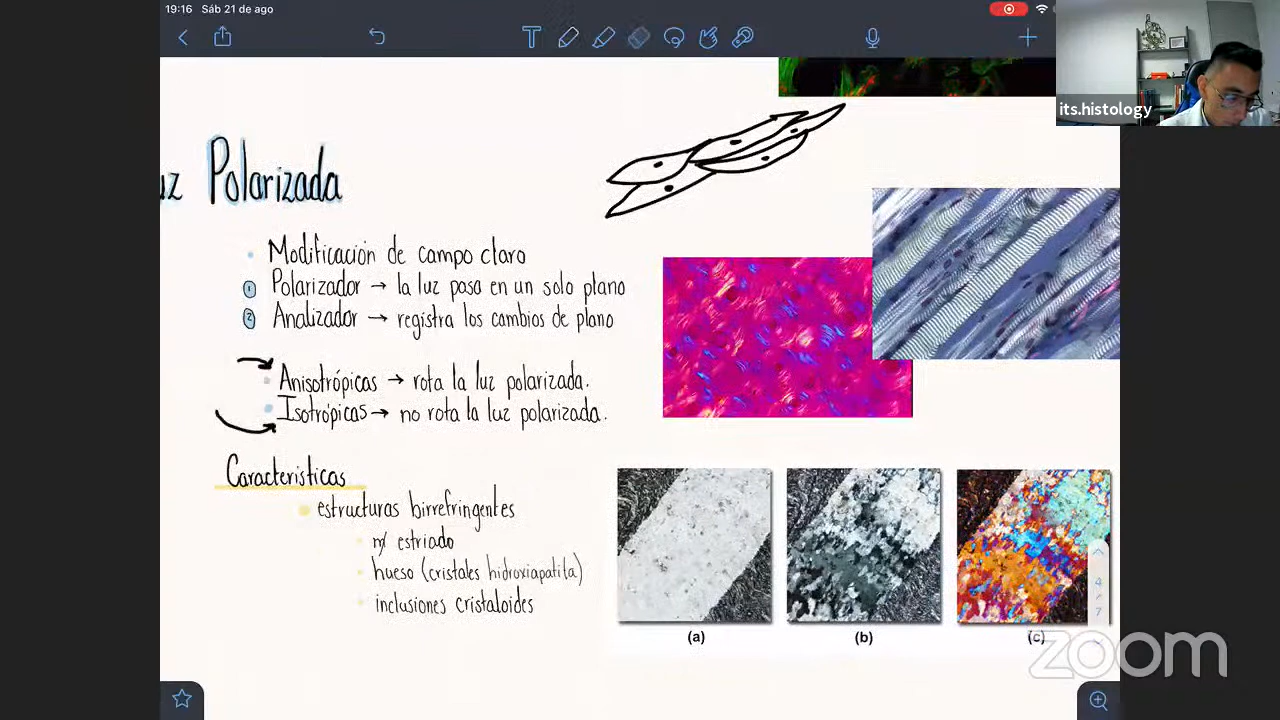 19:16 Sáb 21 de ago
its.histology
uz Polarizada
Modificación de campo claro
1 Polarizador → la luz pasa en un solo plano
2 Analizador → registra los cambios de plano
Anisotrópicas → rota la luz polarizada.
Isotrópicas → no rota la luz polarizada.
Características
estructuras birrefringentes
m/ estriado
hueso (cristales hidroxiapatita)
inclusiones cristaloides
(a) (b) (c)
4
/
7
zoom